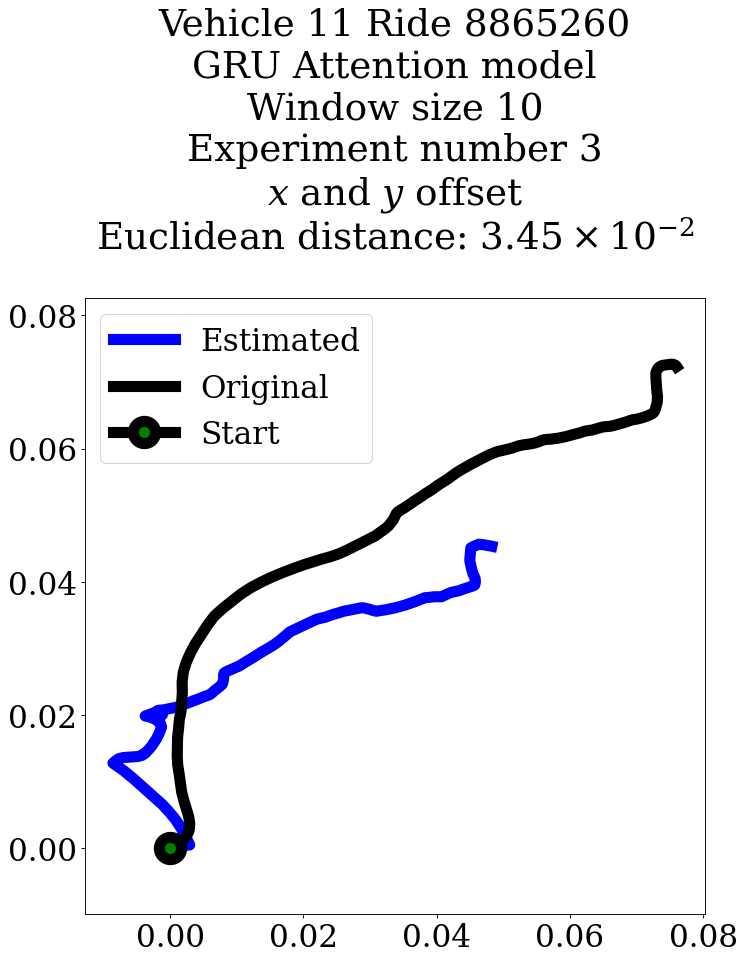 Vehicle 11 Ride 8865260
GRU Attention model
Window size 10
Experiment number 3
x and y offset
Euclidean distance: 3.45 × 10⁻²
0.08
0.06
0.04
0.02
0.00
Estimated
Original
Start
0.00 0.02 0.04 0.06 0.08